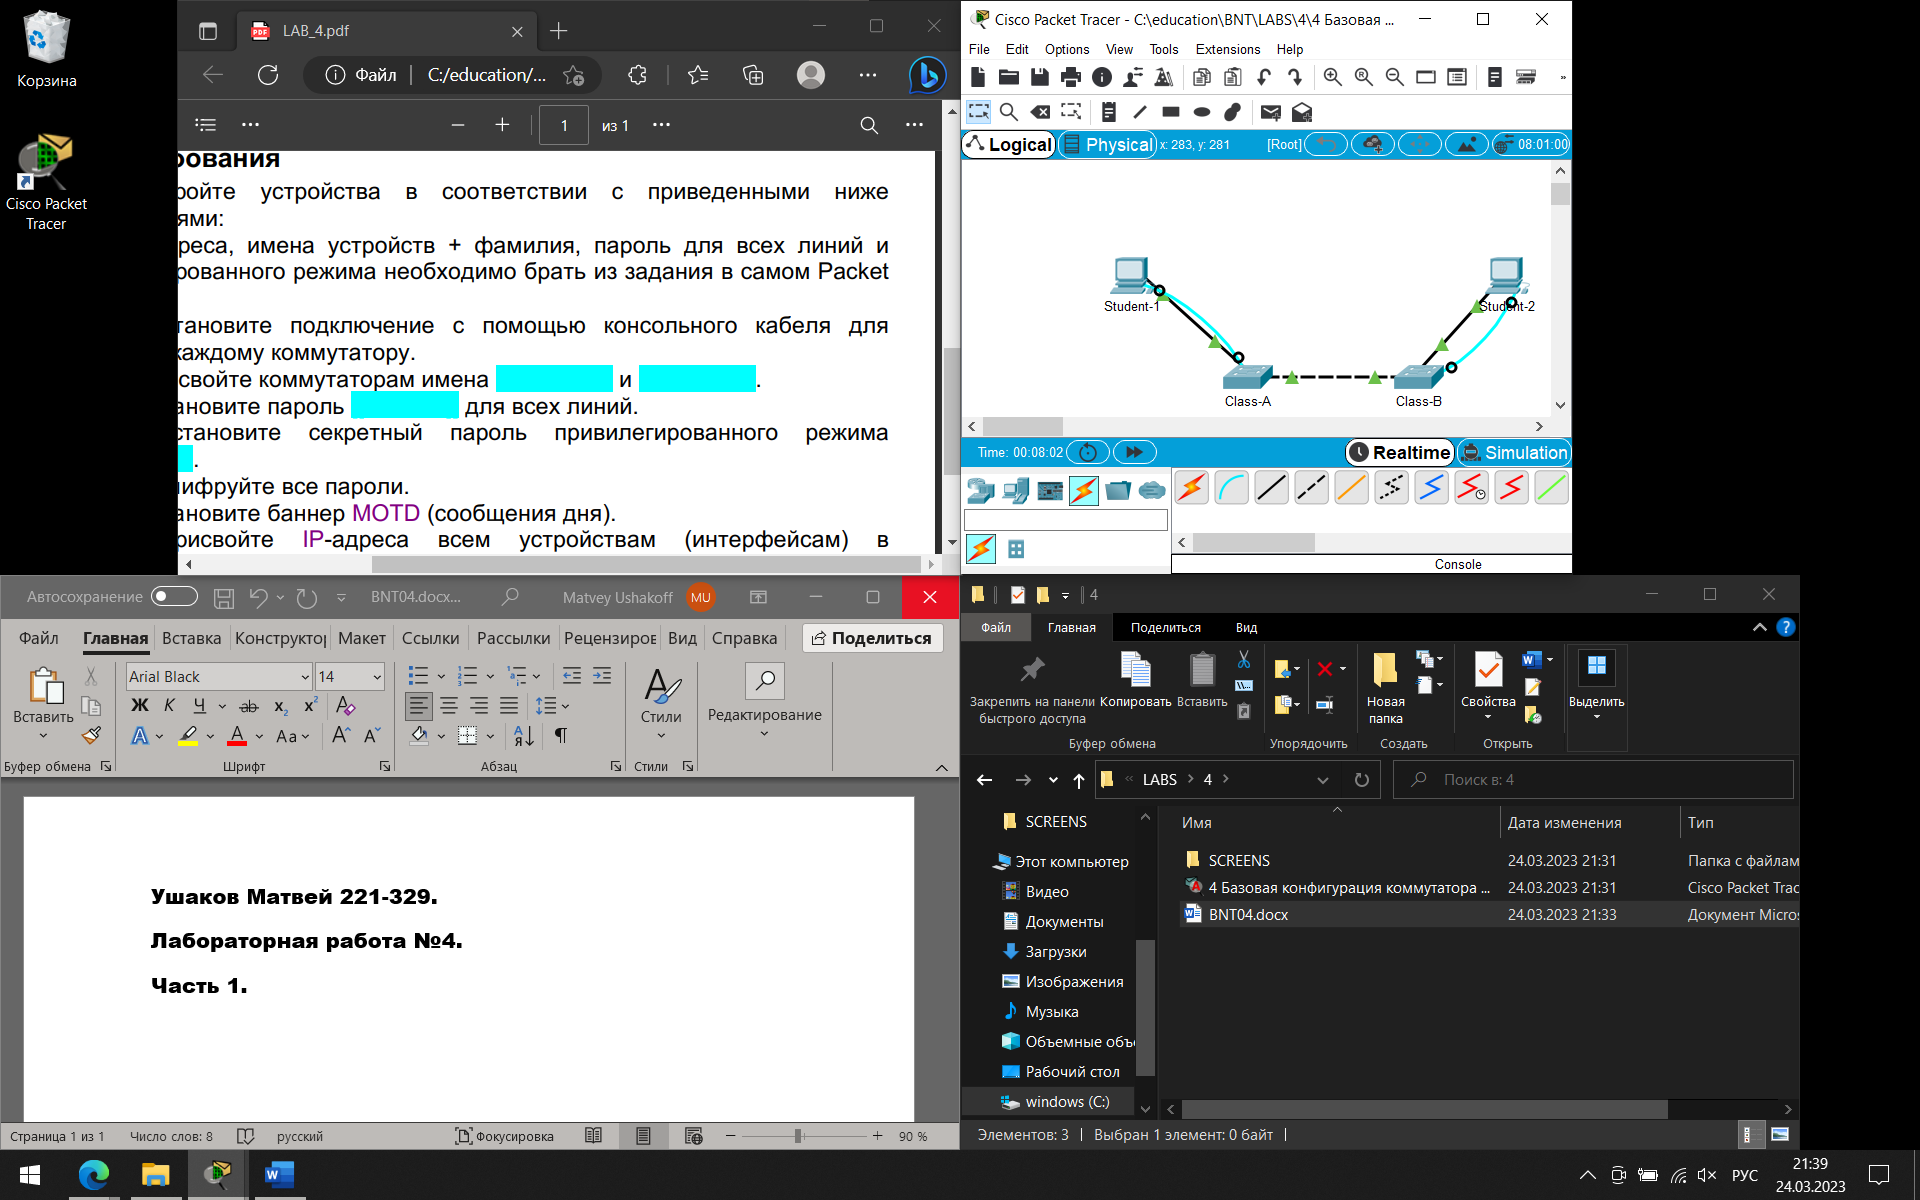 Корзина
Cisco Packet
Tracer
LAB_4.pdf
Файл
C:/education/...
1
из 1
рования
ройте устройства в соответствии с приведенными ниже
ями:
реса, имена устройств + фамилия, пароль для всех линий и
рованного режима необходимо брать из задания в самом Packet
тановите подключение с помощью консольного кабеля для
каждому коммутатору.
свойте коммутаторам имена и .
ановите пароль для всех линий.
становите секретный пароль привилегированного режима
.
ифруйте все пароли.
ановите баннер MOTD (сообщения дня).
рисвойте IP-адреса всем устройствам (интерфейсам) в
Cisco Packet Tracer - C:\education\BNT\LABS\4\4 Базовая ...
File Edit Options View Tools Extensions Help
Logical
Physical
x: 283, y: 281
[Root]
08:01:00
Student-1
Student-2
Class-A
Class-B
Time: 00:08:02
Realtime
Simulation
Console
Автосохранение
BNT04.docx...
Matvey Ushakoff
MU
Файл Главная Вставка Конструктор Макет Ссылки Рассылки Рецензиров Вид Справка
Поделиться
Вставить
Arial Black
14
Ж К Ч ab x₂ x²
А А Аа А А
Стили
Редактирование
Буфер обмена
Шрифт
Абзац
Стили
Ушаков Матвей 221-329.
Лабораторная работа №4.
Часть 1.
Страница 1 из 1
Число слов: 8
русский
Фокусировка
90 %
4
Файл Главная Поделиться Вид
Закрепить на панели
быстрого доступа
Копировать
Вставить
Новая
папка
Свойства
Выделить
Буфер обмена
Упорядочить
Создать
Открыть
LABS
4
Поиск в: 4
SCREENS
Этот компьютер
Видео
Документы
Загрузки
Изображения
Музыка
Объемные объ
Рабочий стол
windows (C:)
Имя Дата изменения Тип
SCREENS 24.03.2023 21:31 Папка с файлам
4 Базовая конфигурация коммутатора ... 24.03.2023 21:31 Cisco Packet Trac
BNT04.docx 24.03.2023 21:33 Документ Micros
Элементов: 3
Выбран 1 элемент: 0 байт
РУС
21:39
24.03.2023